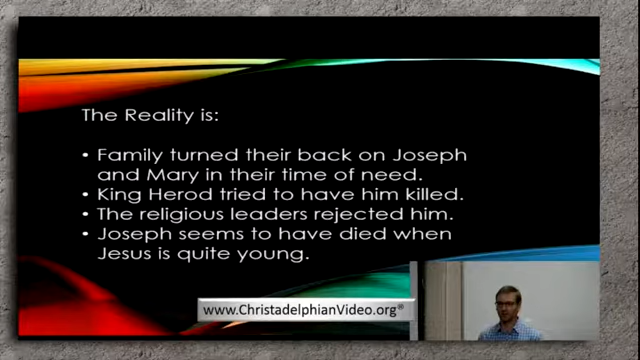 The Reality is:
• Family turned their back on Joseph
and Mary in their time of need.
• King Herod tried to have him killed.
• The religious leaders rejected him.
• Joseph seems to have died when
Jesus is quite young.
www.ChristadelphianVideo.org®